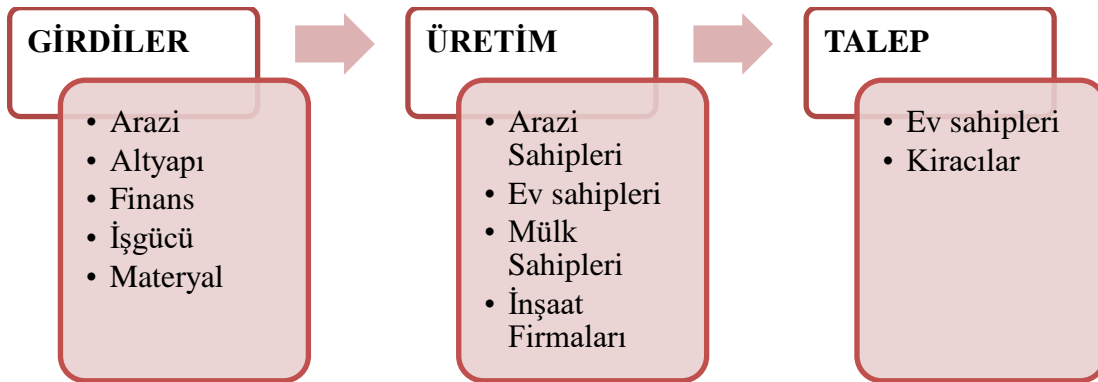 GİRDİLER
• Arazi
• Altyapı
• Finans
• İşgücü
• Materyal
ÜRETİM
• Arazi
Sahipleri
• Ev sahipleri
• Mülk
Sahipleri
• İnşaat
Firmaları
TALEP
• Ev sahipleri
• Kiracılar